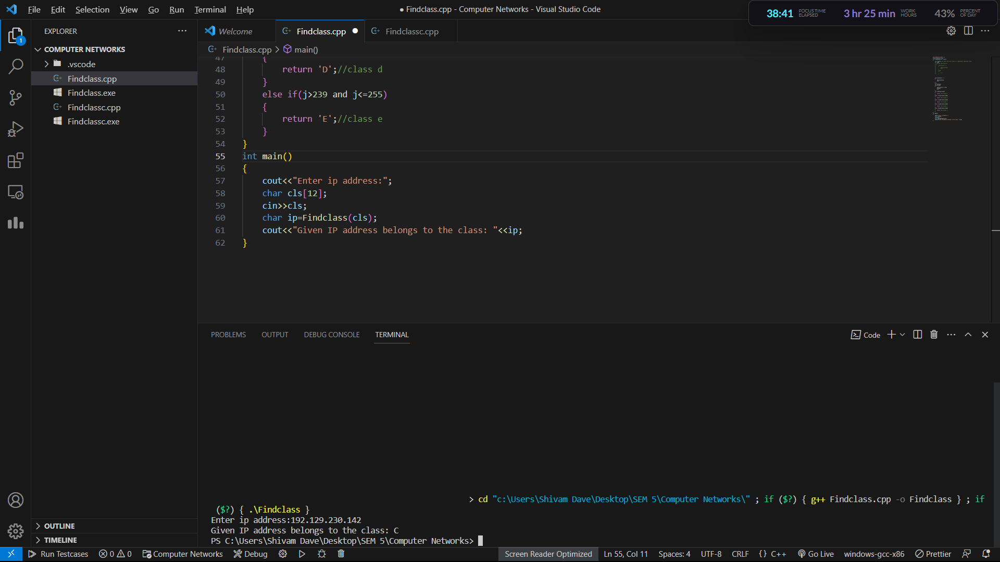 File Edit Selection View Go Run Terminal Help
● Findclass.cpp - Computer Networks - Visual Studio Code
38:41 FOCUS TIME ELAPSED 3 hr 25 min WORK HOURS 43% PERCENT OF DAY
EXPLORER
Welcome
Findclass.cpp
Findclassc.cpp
1
COMPUTER NETWORKS
.vscode
Findclass.cpp
Findclass.exe
Findclassc.cpp
Findclassc.exe
Findclass.cpp > main()
47 {
48 return 'D';//class d
49 }
50 else if(j>239 and j<=255)
51 {
52 return 'E';//class e
53 }
54 }
55 int main()
56 {
57 cout<<"Enter ip address:";
58 char cls[12];
59 cin>>cls;
60 char ip=Findclass(cls);
61 cout<<"Given IP address belongs to the class: "<<ip;
62 }
PROBLEMS OUTPUT DEBUG CONSOLE TERMINAL
Code
> cd "c:\Users\Shivam Dave\Desktop\SEM 5\Computer Networks\" ; if ($?) { g++ Findclass.cpp -o Findclass } ; if
($?) { .\Findclass }
Enter ip address:192.129.230.142
Given IP address belongs to the class: C
PS C:\Users\Shivam Dave\Desktop\SEM 5\Computer Networks>
OUTLINE
TIMELINE
Run Testcases 0 0 Computer Networks Debug
Screen Reader Optimized Ln 55, Col 11 Spaces: 4 UTF-8 CRLF {} C++ Go Live windows-gcc-x86 Prettier